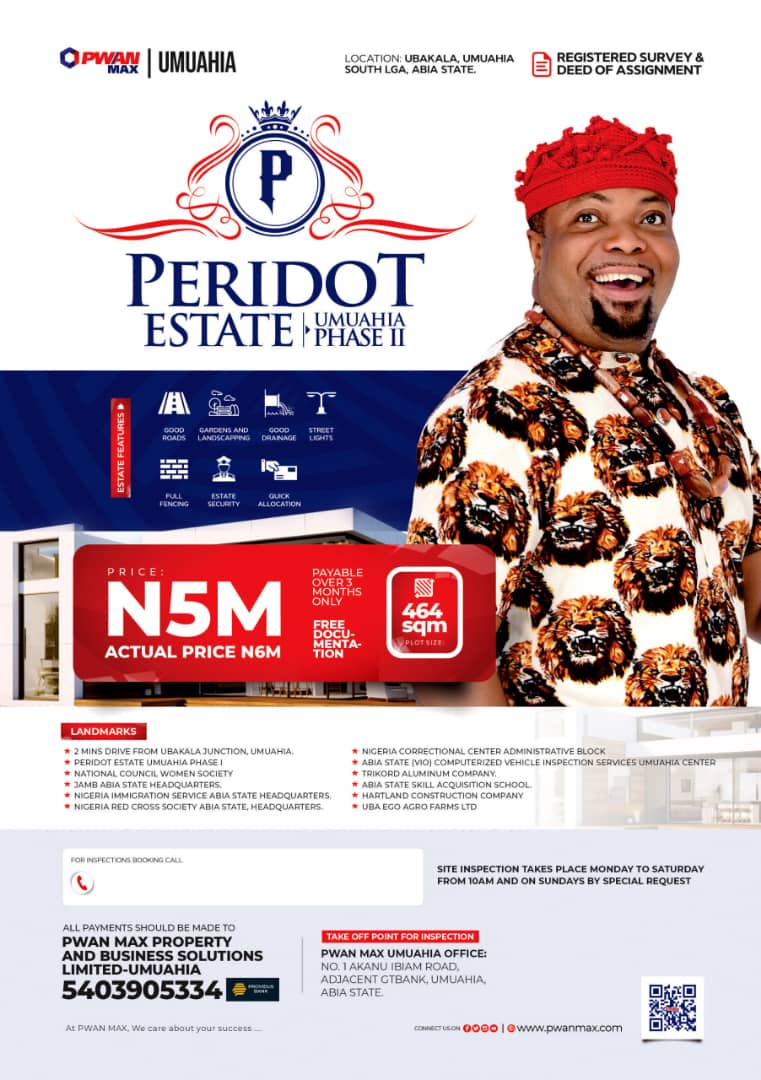 PWAN MAX | UMUAHIA
LOCATION: UBAKALA, UMUAHIA
SOUTH LGA, ABIA STATE.
REGISTERED SURVEY &
DEED OF ASSIGNMENT
P
PERIDOT
ESTATE
UMUAHIA
PHASE II
ESTATE FEATURES
GOOD
ROADS
GARDENS AND
LANDSCAPPING
GOOD
DRAINAGE
STREET
LIGHTS
FULL
FENCING
ESTATE
SECURITY
QUICK
ALLOCATION
PRICE:
N5M
ACTUAL PRICE N6M
PAYABLE
OVER 3
MONTHS
ONLY
FREE
DOCU-
MENTA-
TION
464
sqm
PLOT SIZE:
LANDMARKS
2 MINS DRIVE FROM UBAKALA JUNCTION, UMUAHIA.
PERIDOT ESTATE UMUAHIA PHASE I
NATIONAL COUNCIL WOMEN SOCIETY
JAMB ABIA STATE HEADQUARTERS.
NIGERIA IMMIGRATION SERVICE ABIA STATE HEADQUARTERS.
NIGERIA RED CROSS SOCIETY ABIA STATE, HEADQUARTERS.
NIGERIA CORRECTIONAL CENTER ADMINISTRATIVE BLOCK
ABIA STATE (VIO) COMPUTERIZED VEHICLE INSPECTION SERVICES UMUAHIA CENTER
TRIKORD ALUMINUM COMPANY.
ABIA STATE SKILL ACQUISITION SCHOOL.
HARTLAND CONSTRUCTION COMPANY
UBA EGO AGRO FARMS LTD
FOR INSPECTIONS BOOKING CALL
SITE INSPECTION TAKES PLACE MONDAY TO SATURDAY
FROM 10AM AND ON SUNDAYS BY SPECIAL REQUEST
ALL PAYMENTS SHOULD BE MADE TO
PWAN MAX PROPERTY
AND BUSINESS SOLUTIONS
LIMITED-UMUAHIA
5403905334
PROVIDUS
BANK
TAKE OFF POINT FOR INSPECTION
PWAN MAX UMUAHIA OFFICE:
NO. 1 AKANU IBIAM ROAD,
ADJACENT GTBANK, UMUAHIA,
ABIA STATE.
At PWAN MAX, We care about your success ....
CONNECT US ON
www.pwanmax.com